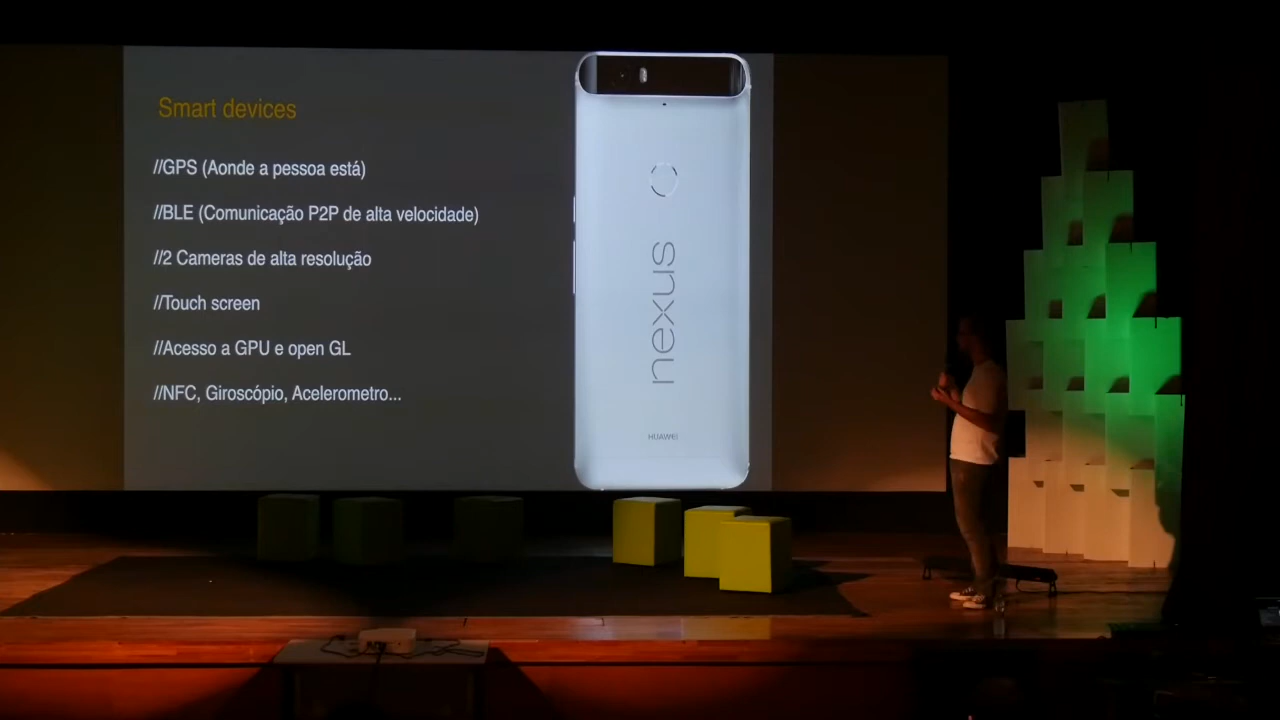 Smart devices
//GPS (Aonde a pessoa está)
//BLE (Comunicação P2P de alta velocidade)
//2 Cameras de alta resolução
//Touch screen
//Acesso a GPU e open GL
//NFC, Giroscópio, Acelerometro...
nexus
HUAWEI